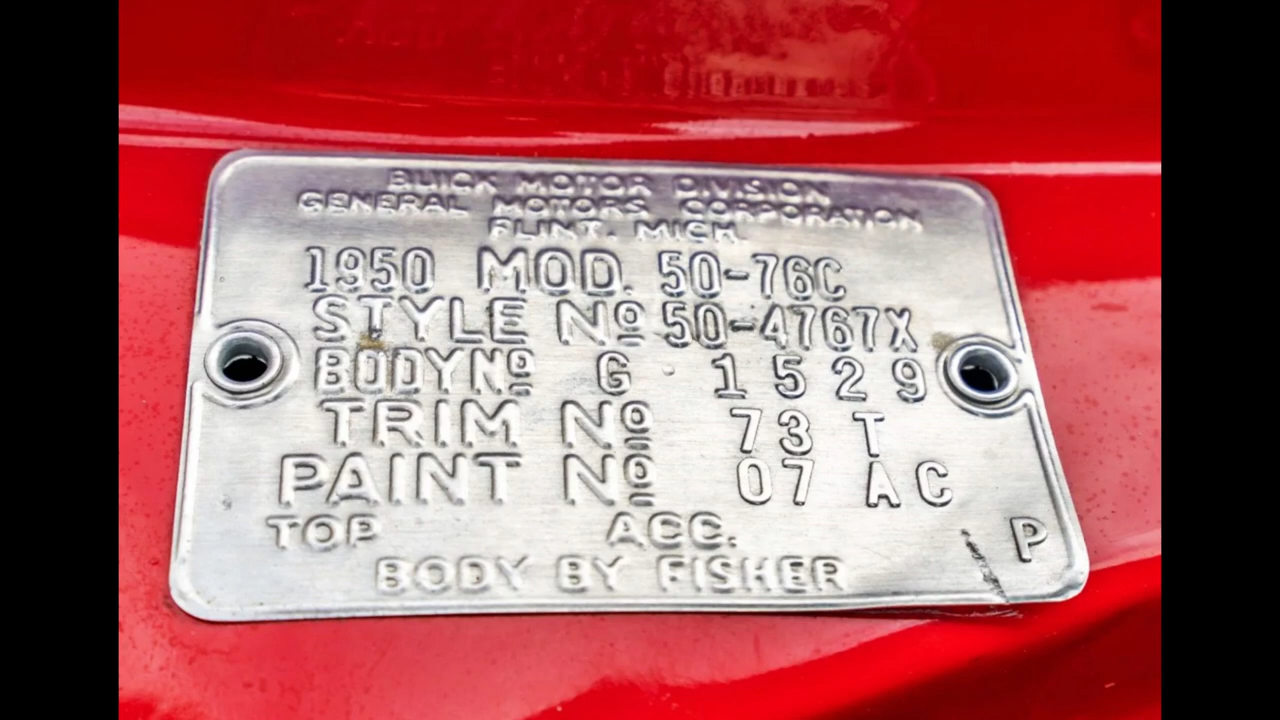 BUICK MOTOR DIVISION
GENERAL MOTORS CORPORATION
FLINT, MICH.
1950 MOD. 50-76C
STYLE Nº 50-4767X
BODY Nº G 1529
TRIM Nº 73 T
PAINT Nº 07 AC
TOP ACC. P
BODY BY FISHER